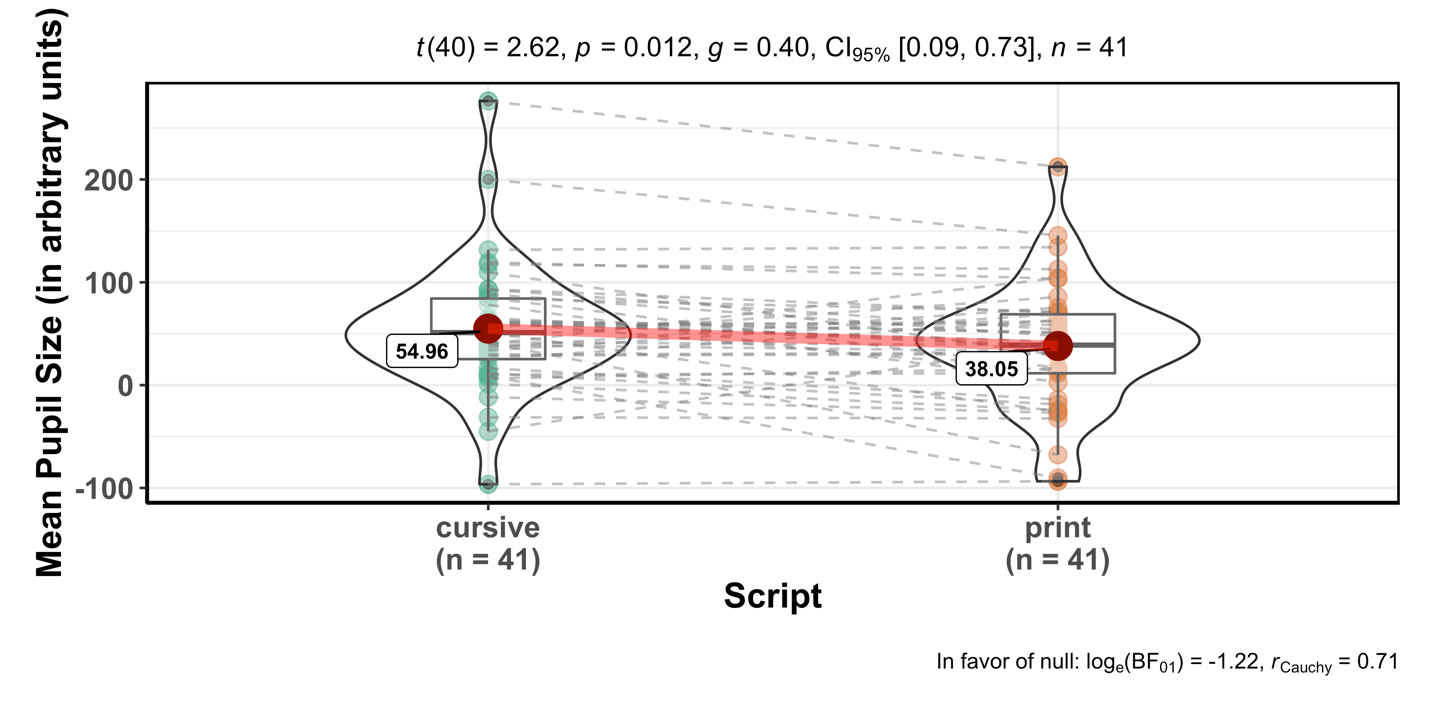 t(40) = 2.62, p = 0.012, g = 0.40, CI95% [0.09, 0.73], n = 41
Mean Pupil Size (in arbitrary units)
200
100
0
-100
54.96
38.05
cursive
(n = 41)
print
(n = 41)
Script
In favor of null: loge(BF01) = -1.22, rCauchy = 0.71